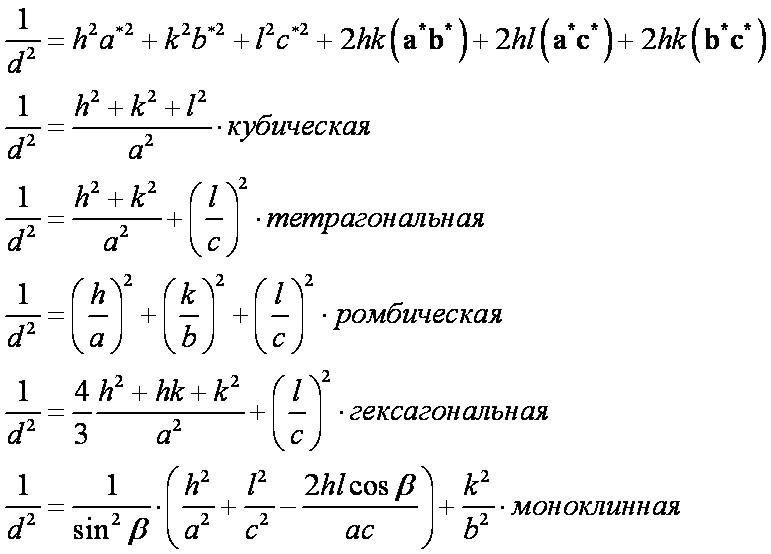 1/d² = h²a*² + k²b*² + l²c*² + 2hk(a*b*) + 2hl(a*c*) + 2hk(b*c*)
1/d² = (h² + k² + l²)/a² · кубическая
1/d² = (h² + k²)/a² + (l/c)² · тетрагональная
1/d² = (h/a)² + (k/b)² + (l/c)² · ромбическая
1/d² = 4/3 (h² + hk + k²)/a² + (l/c)² · гексагональная
1/d² = 1/sin² β · (h²/a² + l²/c² − 2hl cos β/ac) + k²/b² · моноклинная